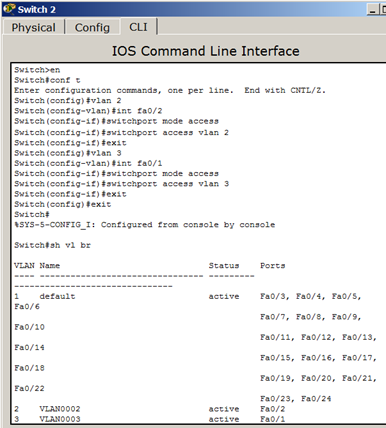 Switch 2
Physical Config CLI
IOS Command Line Interface
Switch>en
Switch#conf t
Enter configuration commands, one per line. End with CNTL/Z.
Switch(config)#vlan 2
Switch(config-vlan)#int fa0/2
Switch(config-if)#switchport mode access
Switch(config-if)#switchport access vlan 2
Switch(config-if)#exit
Switch(config)#vlan 3
Switch(config-vlan)#int fa0/1
Switch(config-if)#switchport mode access
Switch(config-if)#switchport access vlan 3
Switch(config-if)#exit
Switch(config)#exit
Switch#
%SYS-5-CONFIG_I: Configured from console by console
Switch#sh vl br
VLAN Name Status Ports
---- -------------------------------- --------- 
-------------------------------
1 default active Fa0/3, Fa0/4, Fa0/5,
Fa0/6
Fa0/7, Fa0/8, Fa0/9,
Fa0/10
Fa0/11, Fa0/12, Fa0/13,
Fa0/14
Fa0/15, Fa0/16, Fa0/17,
Fa0/18
Fa0/19, Fa0/20, Fa0/21,
Fa0/22
Fa0/23, Fa0/24
2 VLAN0002 active Fa0/2
3 VLAN0003 active Fa0/1